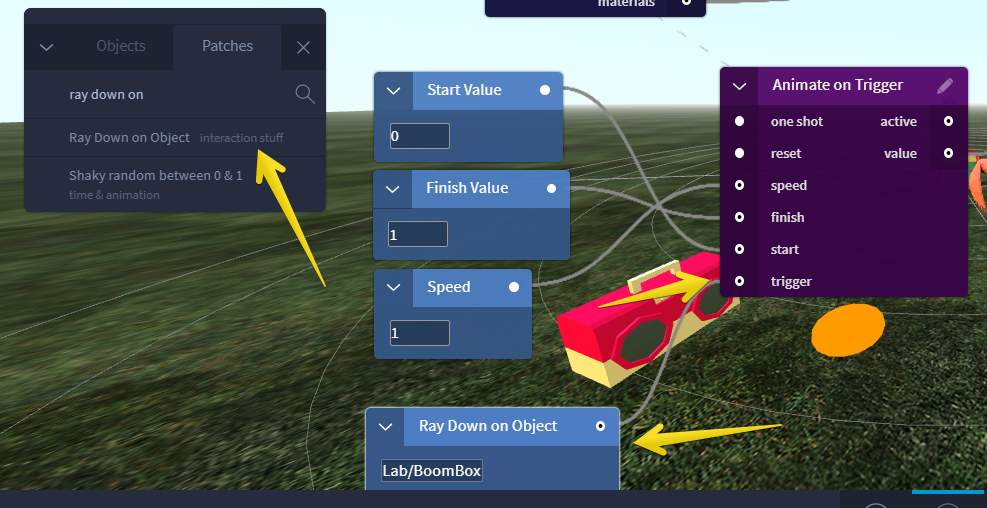 materials
Objects
Patches
ray down on
Ray Down on Object interaction stuff
Shaky random between 0 & 1
time & animation
Start Value
0
Finish Value
1
Speed
1
Ray Down on Object
Lab/BoomBox
Animate on Trigger
one shot active
reset value
speed
finish
start
trigger